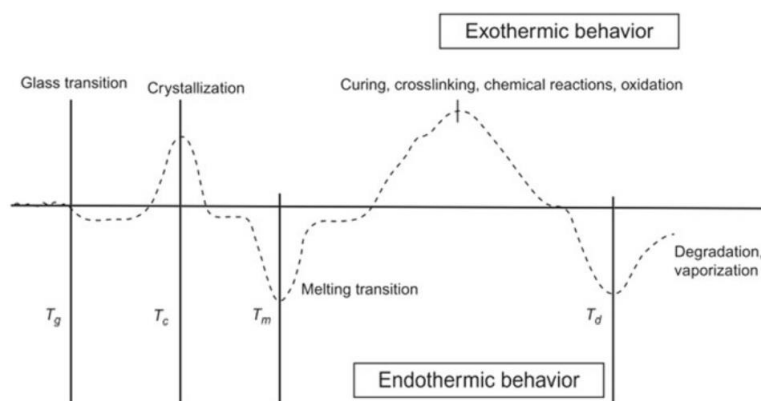 Exothermic behavior
Glass transition
Crystallization
Curing, crosslinking, chemical reactions, oxidation
Melting transition
Degradation,
vaporization
Tg
Tc
Tm
Td
Endothermic behavior